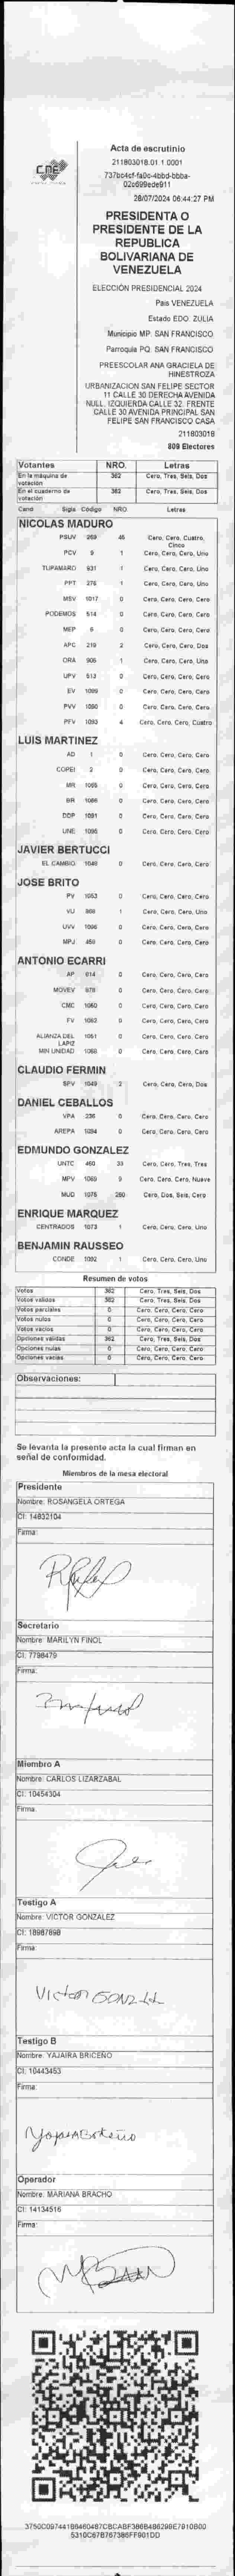 CNE
Acta de escrutinio
211803018.01.1.0001
28/07/2024 06:44:27 PM
PRESIDENTA O
PRESIDENTE DE LA
REPUBLICA
BOLIVARIANA DE
VENEZUELA
ELECCIÓN PRESIDENCIAL 2024
Pais VENEZUELA
Estado EDO. ZULIA
Municipio MP. SAN FRANCISCO
Parroquia PQ. SAN FRANCISCO
PREESCOLAR ANA GRACIELA DE
HINESTROZA
URBANIZACION SAN FELIPE SECTOR
11 CALLE 30 DERECHA AVENIDA
NULL. IZQUIERDA CALLE 32. FRENTE
CALLE 30 AVENIDA PRINCIPAL SAN
FELIPE SAN FRANCISCO CASA
211803018
809 Electores
Votantes NRO. Letras
En la máquina de votación 362 Cero, Tres, Seis, Dos
En el cuaderno de votación 362 Cero, Tres, Seis, Dos
Cand Sigla Código NRO. Letras
NICOLAS MADURO
PSUV 269 45 Cero, Cero, Cuatro, Cinco
PCV 9 1 Cero, Cero, Cero, Uno
TUPAMARO 931 1 Cero, Cero, Cero, Uno
PPT 276 1 Cero, Cero, Cero, Uno
MSV 1017 0 Cero, Cero, Cero, Cero
PODEMOS 514 0 Cero, Cero, Cero, Cero
MEP 6 0 Cero, Cero, Cero, Cero
APC 219 2 Cero, Cero, Cero, Dos
ORA 905 1 Cero, Cero, Cero, Uno
UPV 513 0 Cero, Cero, Cero, Cero
EV 1099 0 Cero, Cero, Cero, Cero
PVV 1090 0 Cero, Cero, Cero, Cero
PFV 1093 4 Cero, Cero, Cero, Cuatro
LUIS MARTINEZ
AD 1 0 Cero, Cero, Cero, Cero
COPEI 2 0 Cero, Cero, Cero, Cero
MR 1065 0 Cero, Cero, Cero, Cero
BR 1066 0 Cero, Cero, Cero, Cero
DDP 1091 0 Cero, Cero, Cero, Cero
UNE 1095 0 Cero, Cero, Cero, Cero
JAVIER BERTUCCI
EL CAMBIO 1048 0 Cero, Cero, Cero, Cero
JOSE BRITO
PV 1053 0 Cero, Cero, Cero, Cero
VU 868 1 Cero, Cero, Cero, Uno
UVV 1096 0 Cero, Cero, Cero, Cero
MPJ 459 0 Cero, Cero, Cero, Cero
ANTONIO ECARRI
AP 614 0 Cero, Cero, Cero, Cero
MOVEV 978 0 Cero, Cero, Cero, Cero
CMC 1060 0 Cero, Cero, Cero, Cero
FV 1062 0 Cero, Cero, Cero, Cero
ALIANZA DEL LAPIZ 1051 0 Cero, Cero, Cero, Cero
MIN UNIDAD 1068 0 Cero, Cero, Cero, Cero
CLAUDIO FERMIN
SPV 1049 2 Cero, Cero, Cero, Dos
DANIEL CEBALLOS
VPA 236 0 Cero, Cero, Cero, Cero
AREPA 1094 0 Cero, Cero, Cero, Cero
EDMUNDO GONZALEZ
UNTC 460 33 Cero, Cero, Tres, Tres
MPV 1069 9 Cero, Cero, Cero, Nueve
MUD 1075 260 Cero, Dos, Seis, Cero
ENRIQUE MARQUEZ
CENTRADOS 1073 1 Cero, Cero, Cero, Uno
BENJAMIN RAUSSEO
CONDE 1092 1 Cero, Cero, Cero, Uno
Resumen de votos
Votos 362 Cero, Tres, Seis, Dos
Votos válidos 362 Cero, Tres, Seis, Dos
Votos parciales 0 Cero, Cero, Cero, Cero
Votos nulos 0 Cero, Cero, Cero, Cero
Votos vacíos 0 Cero, Cero, Cero, Cero
Opciones válidas 362 Cero, Tres, Seis, Dos
Opciones nulas 0 Cero, Cero, Cero, Cero
Opciones vacías 0 Cero, Cero, Cero, Cero
Observaciones:
Se levanta la presente acta la cual firman en
señal de conformidad.
Miembros de la mesa electoral
Presidente
Nombre: ROSANGELA ORTEGA
CI: 14832104
Firma:
Secretario
Nombre: MARILYN FINOL
CI: 7798479
Firma:
Miembro A
Nombre: CARLOS LIZARZABAL
CI: 10454304
Firma:
Testigo A
Nombre: VICTOR GONZALEZ
CI: 18987898
Firma:
Victor
Testigo B
Nombre: YAJAIRA BRICEÑO
CI: 10443453
Firma:
Operador
Nombre: MARIANA BRACHO
CI: 14134516
Firma: